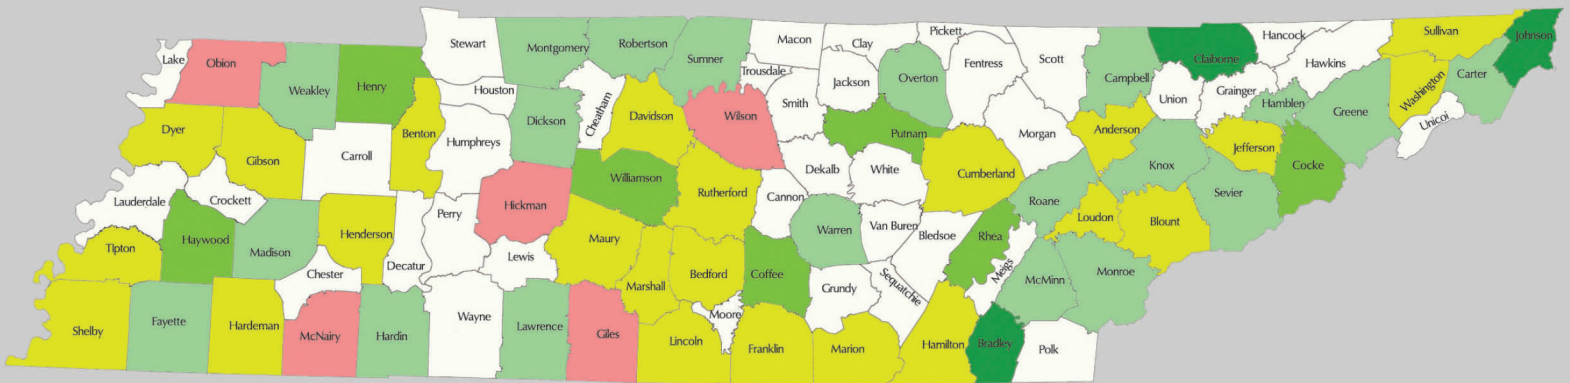 Lake
Obion
Weakley
Henry
Stewart
Montgomery
Robertson
Sumner
Macon
Clay
Pickett
Fentress
Scott
Campbell
Claiborne
Hancock
Hawkins
Sullivan
Johnson
Dyer
Gibson
Carroll
Benton
Houston
Humphreys
Dickson
Cheatham
Davidson
Wilson
Trousdale
Smith
Jackson
Overton
Putnam
Morgan
Anderson
Union
Grainger
Hamblen
Greene
Washington
Carter
Unicoi
Lauderdale
Crockett
Haywood
Madison
Henderson
Decatur
Perry
Hickman
Williamson
Rutherford
Cannon
Dekalb
White
Cumberland
Roane
Knox
Jefferson
Cocke
Sevier
Tipton
Chester
Lewis
Maury
Marshall
Bedford
Coffee
Warren
Van Buren
Bledsoe
Rhea
Meigs
Loudon
Blount
Monroe
McMinn
Shelby
Fayette
Hardeman
McNairy
Hardin
Wayne
Lawrence
Giles
Lincoln
Moore
Franklin
Grundy
Sequatchie
Marion
Hamilton
Bradley
Polk